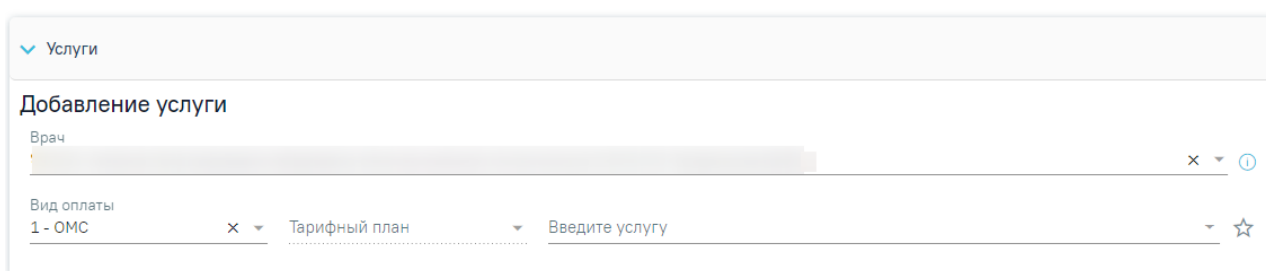 Услуги
Добавление услуги
Врач
Вид оплаты
1 - ОМС Тарифный план Введите услугу